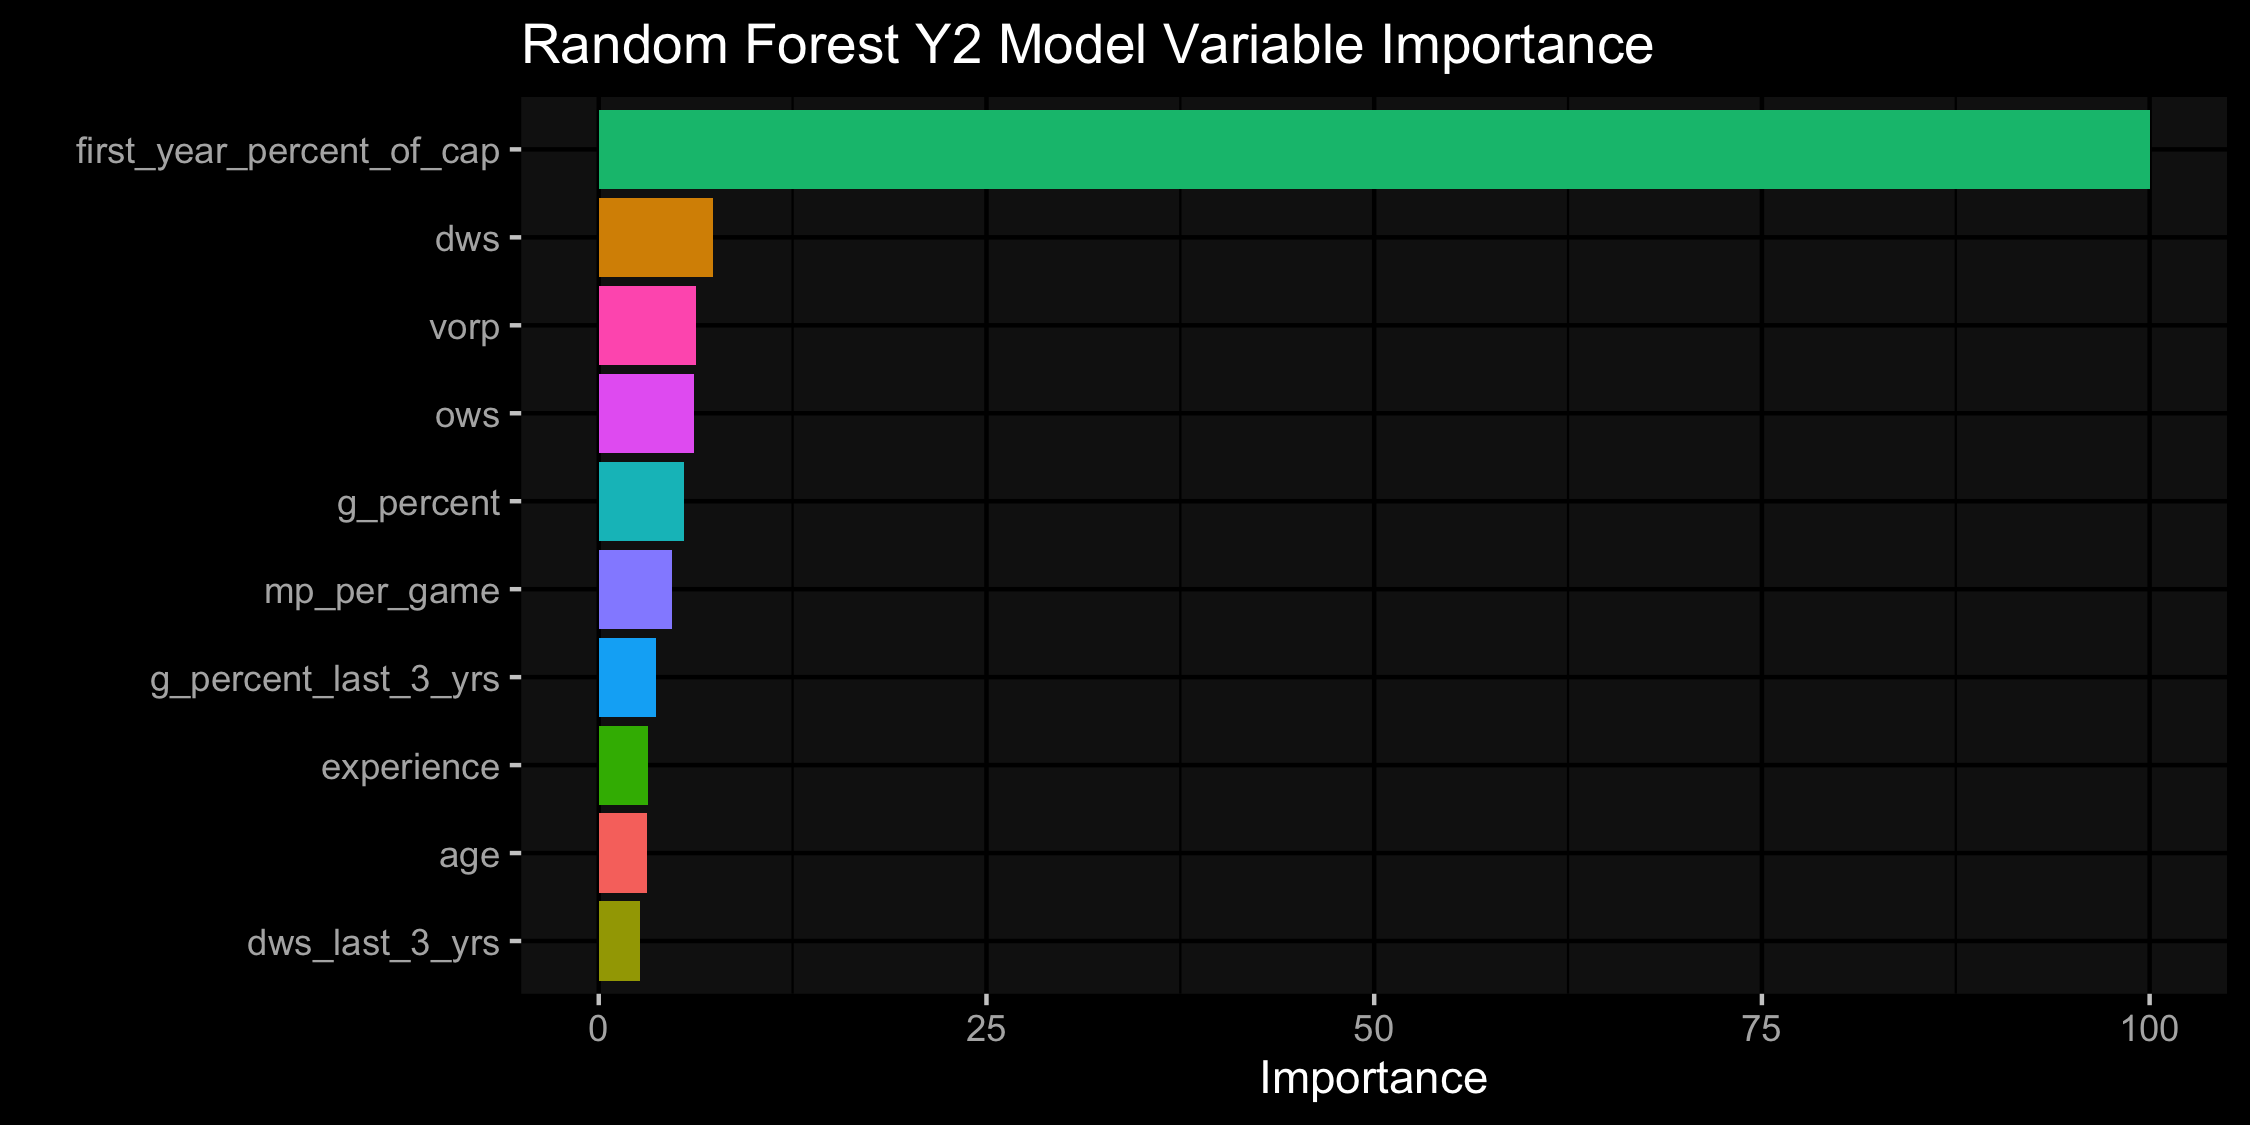 Random Forest Y2 Model Variable Importance
first_year_percent_of_cap
dws
vorp
ows
g_percent
mp_per_game
g_percent_last_3_yrs
experience
age
dws_last_3_yrs
0 25 50 75 100
Importance